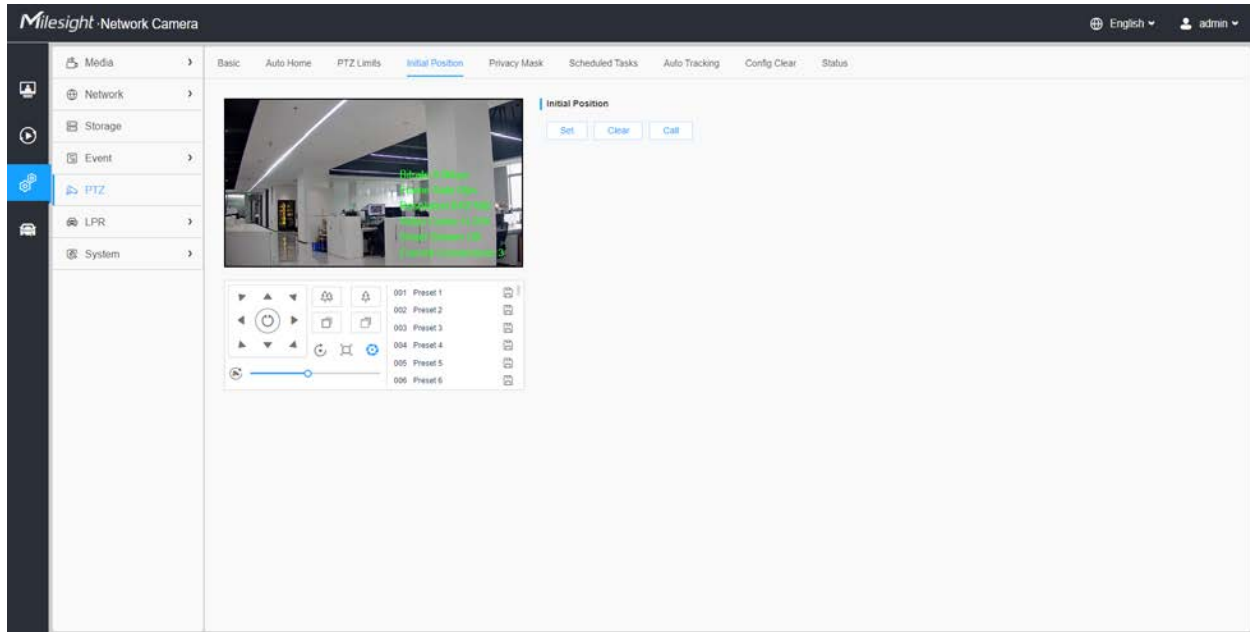 Milesight ·Network Camera
English
admin
Media
Network
Storage
Event
PTZ
LPR
System
Basic Auto Home PTZ Limits Initial Position Privacy Mask Scheduled Tasks Auto Tracking Config Clear Status
Initial Position
Set Clear Call
001 Preset 1
002 Preset 2
003 Preset 3
004 Preset 4
005 Preset 5
006 Preset 6